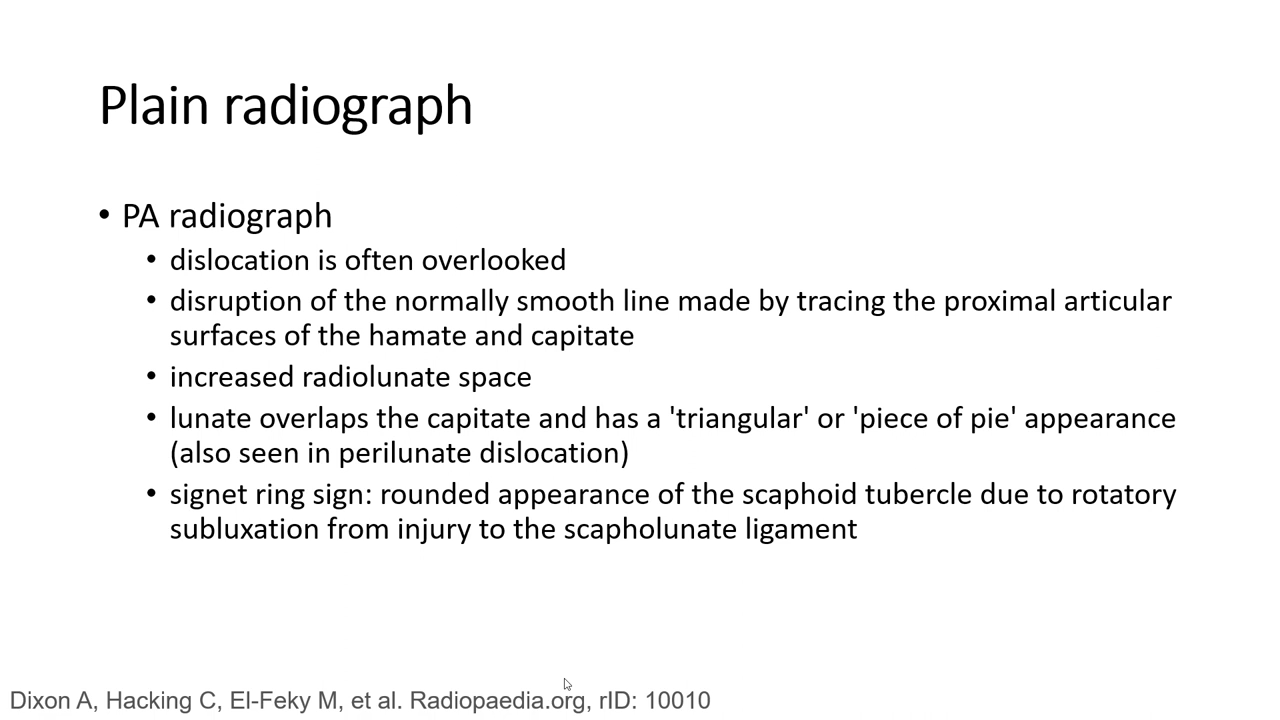 Plain radiograph
• PA radiograph
• dislocation is often overlooked
• disruption of the normally smooth line made by tracing the proximal articular
surfaces of the hamate and capitate
• increased radiolunate space
• lunate overlaps the capitate and has a 'triangular' or 'piece of pie' appearance
(also seen in perilunate dislocation)
• signet ring sign: rounded appearance of the scaphoid tubercle due to rotatory
subluxation from injury to the scapholunate ligament
Dixon A, Hacking C, El-Feky M, et al. Radiopaedia.org, rID: 10010